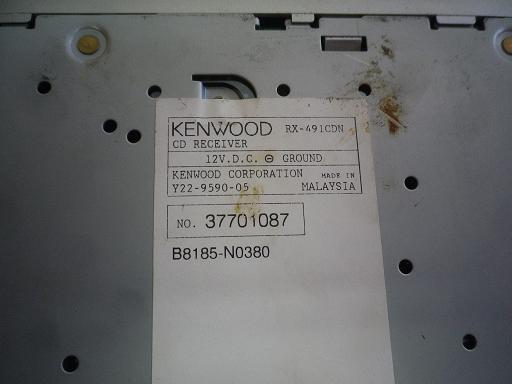 KENWOOD RX-491CDN
CD RECEIVER
12V.D.C. ⊖ GROUND
KENWOOD CORPORATION MADE IN
Y22-9590-05 MALAYSIA
NO. 37701087
B8185-N0380